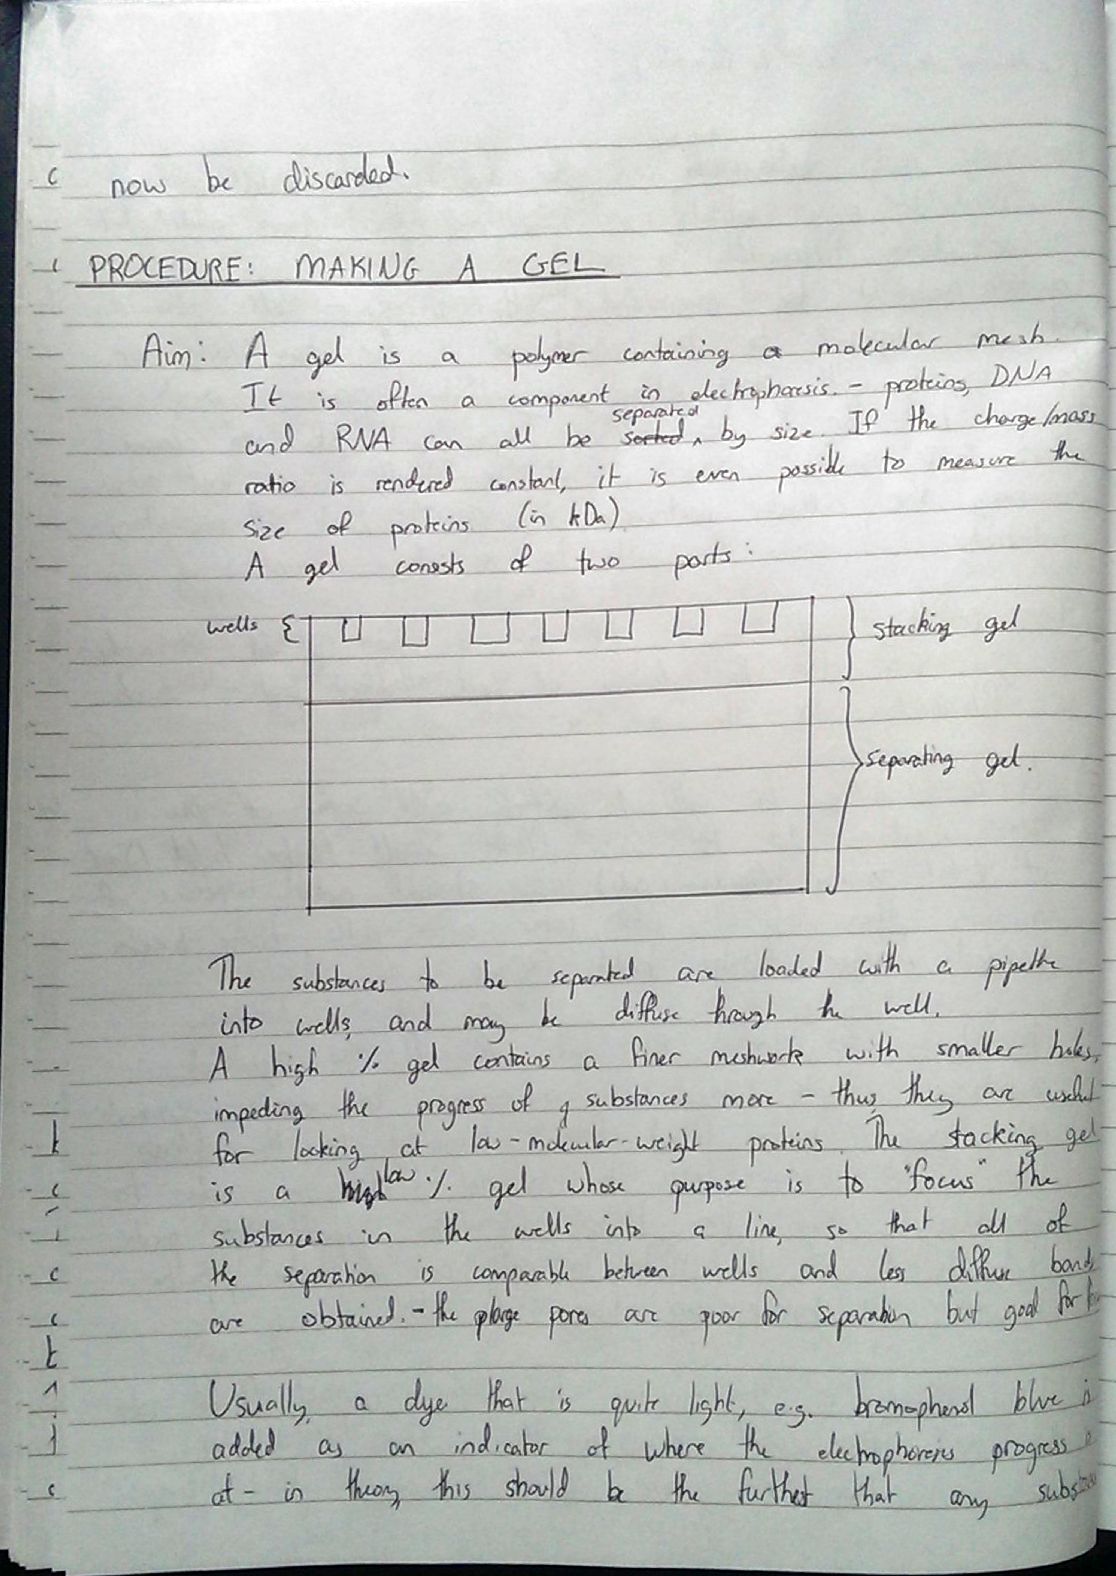 now be discarded.
PROCEDURE: MAKING A GEL
Aim: A gel is a polymer containing a molecular mesh.
It is often a component in electrophoresis. - proteins, DNA
separated
and RNA can all be sorted by size. If the charge/mass
ratio is rendered constant, it is even possible to measure the
size of proteins (in kDa)
A gel consists of two parts:
wells
stacking gel
separating gel.
The substances to be separated are loaded with a pipette
into wells, and may be diffuse through the well.
A high % gel contains a finer meshwork with smaller holes,
impeding the progress of substances more - thus, they are useful
for looking at low-molecular-weight proteins. The stacking gel
is a high low % gel whose purpose is to "focus" the
substances in the wells into a line, so that all of
the separation is comparable between wells and less diffuse bands
are obtained. - the large pores are poor for separation but good for
Usually, a dye that is quite light, e.g. bromophenol blue is
added as an indicator of where the electrophoresis progress
at - in theory, this should be the furthest that any